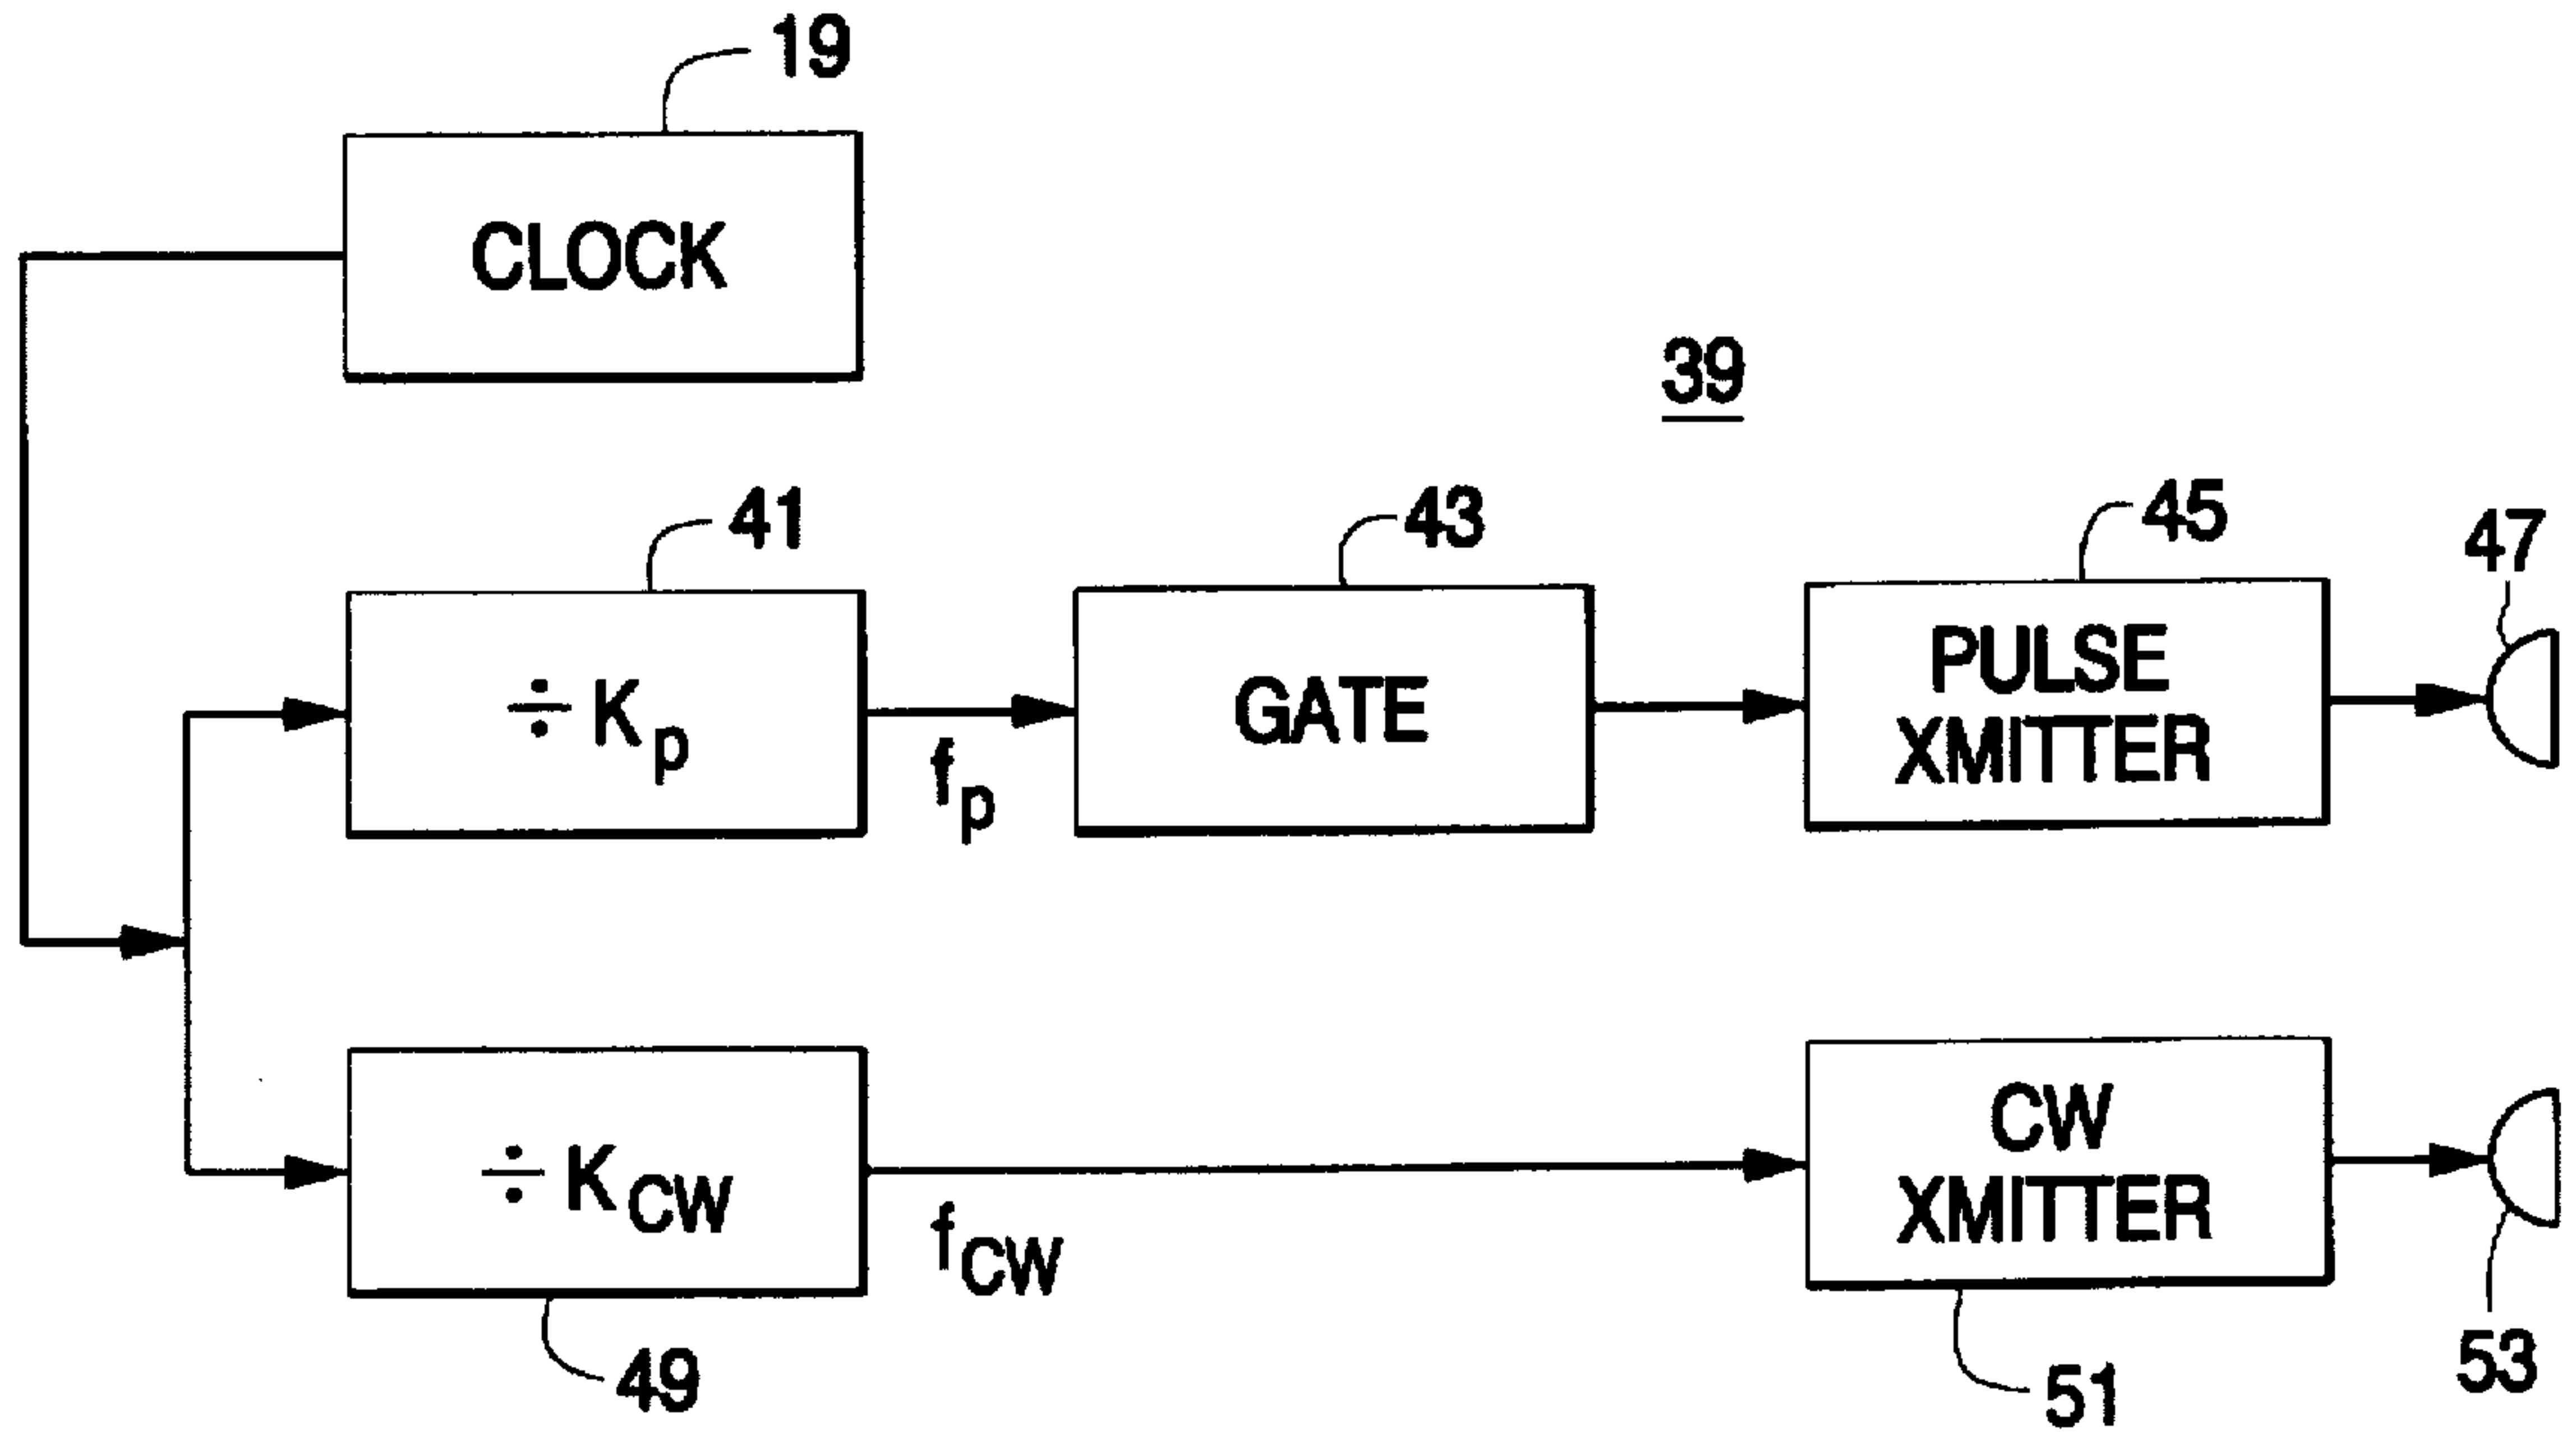 19
CLOCK
39
41
43
45
47
÷ Kp
fp
GATE
PULSE
XMITTER
÷ KCW
fCW
CW
XMITTER
49
51
53